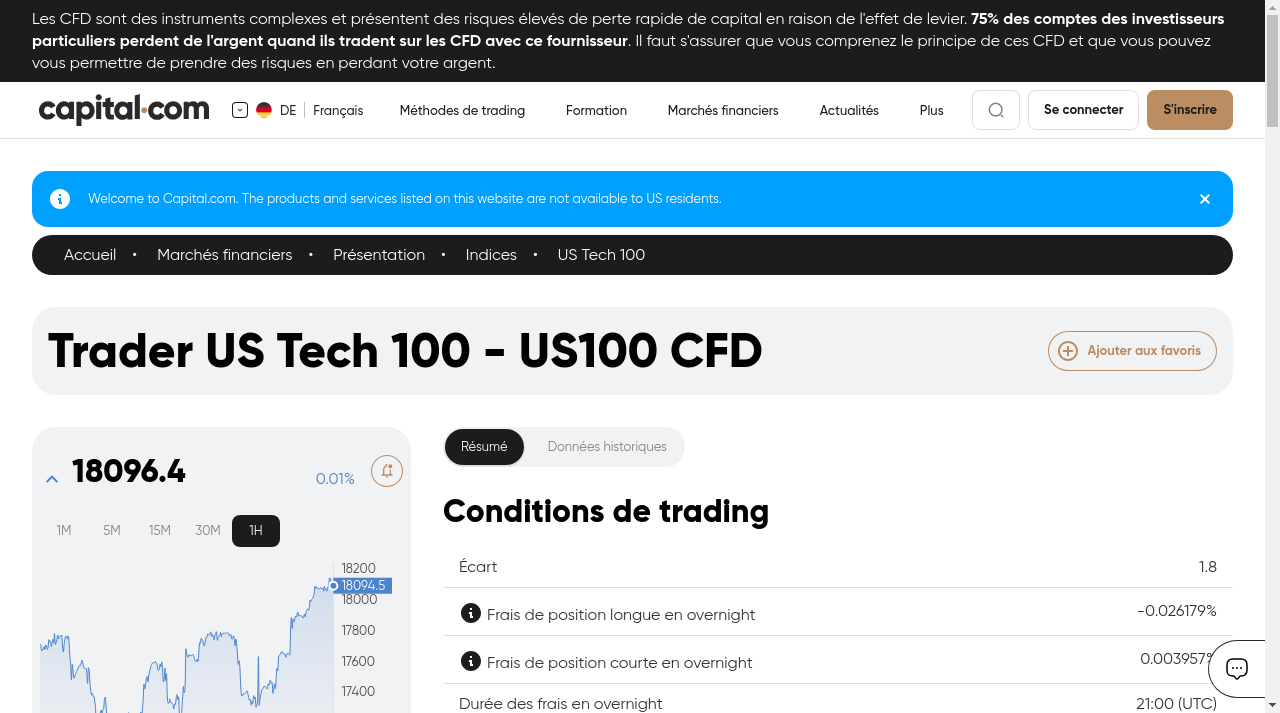 Les CFD sont des instruments complexes et présentent des risques élevés de perte rapide de capital en raison de l'effet de levier. 75% des comptes des investisseurs
particuliers perdent de l'argent quand ils tradent sur les CFD avec ce fournisseur. Il faut s'assurer que vous comprenez le principe de ces CFD et que vous pouvez
vous permettre de prendre des risques en perdant votre argent.
capital.com DE Français Méthodes de trading Formation Marchés financiers Actualités Plus Se connecter S'inscrire
Welcome to Capital.com. The products and services listed on this website are not available to US residents.
Accueil • Marchés financiers • Présentation • Indices • US Tech 100
Trader US Tech 100 - US100 CFD
Ajouter aux favoris
18096.4 0.01%
1M 5M 15M 30M 1H
18200
18094.5
18000
17800
17600
17400
Résumé Données historiques
Conditions de trading
Écart 1.8
Frais de position longue en overnight -0.026179%
Frais de position courte en overnight 0.003957%
Durée des frais en overnight 21:00 (UTC)